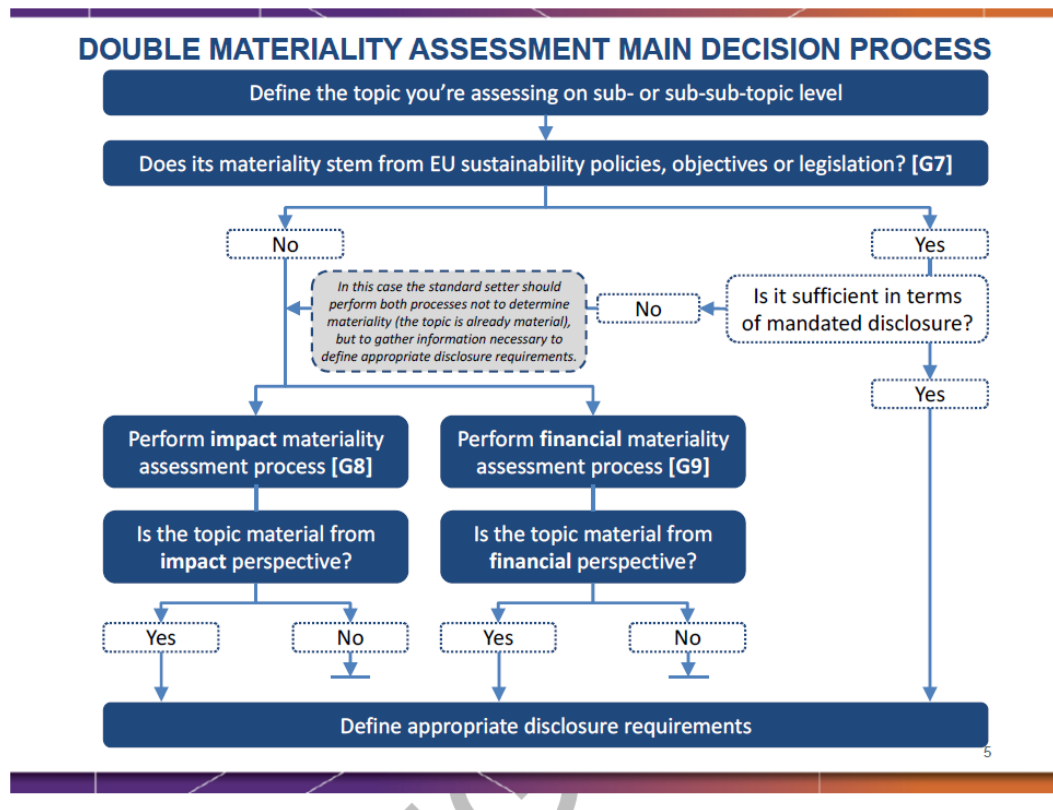 DOUBLE MATERIALITY ASSESSMENT MAIN DECISION PROCESS
Define the topic you’re assessing on sub- or sub-sub-topic level
Does its materiality stem from EU sustainability policies, objectives or legislation? [G7]
No
Yes
In this case the standard setter should
perform both processes not to determine
materiality (the topic is already material),
but to gather information necessary to
define appropriate disclosure requirements.
No
Is it sufficient in terms
of mandated disclosure?
Yes
Perform impact materiality
assessment process [G8]
Perform financial materiality
assessment process [G9]
Is the topic material from
impact perspective?
Is the topic material from
financial perspective?
Yes
No
Yes
No
Define appropriate disclosure requirements
5